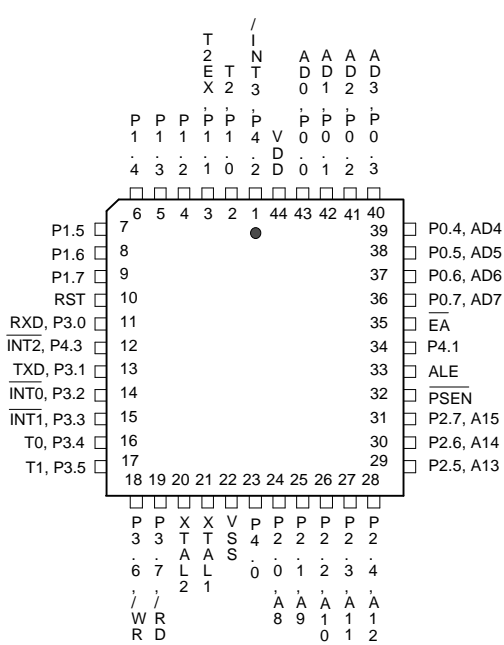 P1.4
P1.3
P1.2
T2EX,P1.1
T2,P1.0
/INT3,P4.2
VDD
AD0,P0.0
AD1,P0.1
AD2,P0.2
AD3,P0.3
6 5 4 3 2 1 44 43 42 41 40
P1.5 7
P1.6 8
P1.7 9
RST 10
RXD, P3.0 11
INT2, P4.3 12
TXD, P3.1 13
INT0, P3.2 14
INT1, P3.3 15
T0, P3.4 16
T1, P3.5 17
39 P0.4, AD4
38 P0.5, AD5
37 P0.6, AD6
36 P0.7, AD7
35 EA
34 P4.1
33 ALE
32 PSEN
31 P2.7, A15
30 P2.6, A14
29 P2.5, A13
18 19 20 21 22 23 24 25 26 27 28
P3.6,/WR
P3.7,/RD
XTAL2
XTAL1
VSS
P4.0
P2.0,A8
P2.1,A9
P2.2,A10
P2.3,A11
P2.4,A12